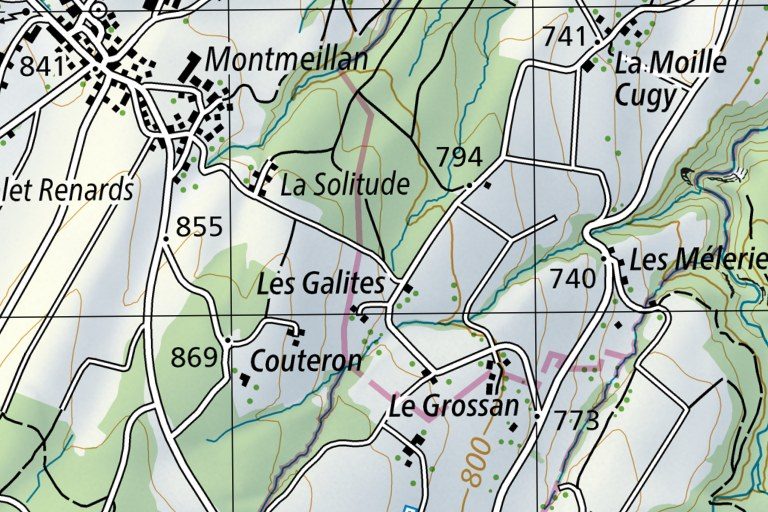 741
Montmeillan
La Moille
Cugy
841
794
La Solitude
let Renards
855
Les Mélerie
740
Les Galites
869
Couteron
Le Grossan
773
800